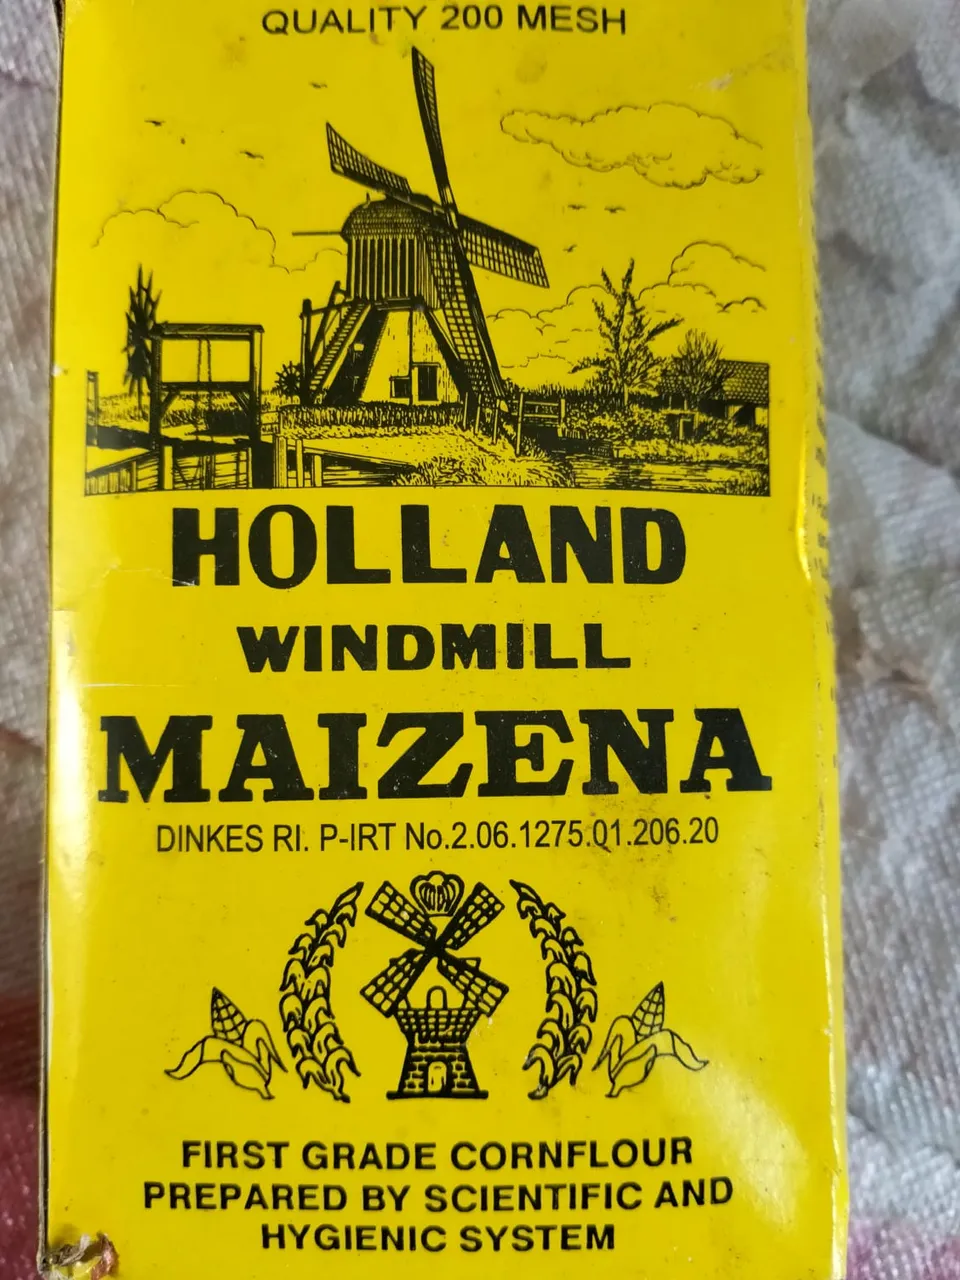 QUALITY 200 MESH
HOLLAND
WINDMILL
MAIZENA
DINKES RI. P-IRT No.2.06.1275.01.206.20
FIRST GRADE CORNFLOUR
PREPARED BY SCIENTIFIC AND
HYGIENIC SYSTEM